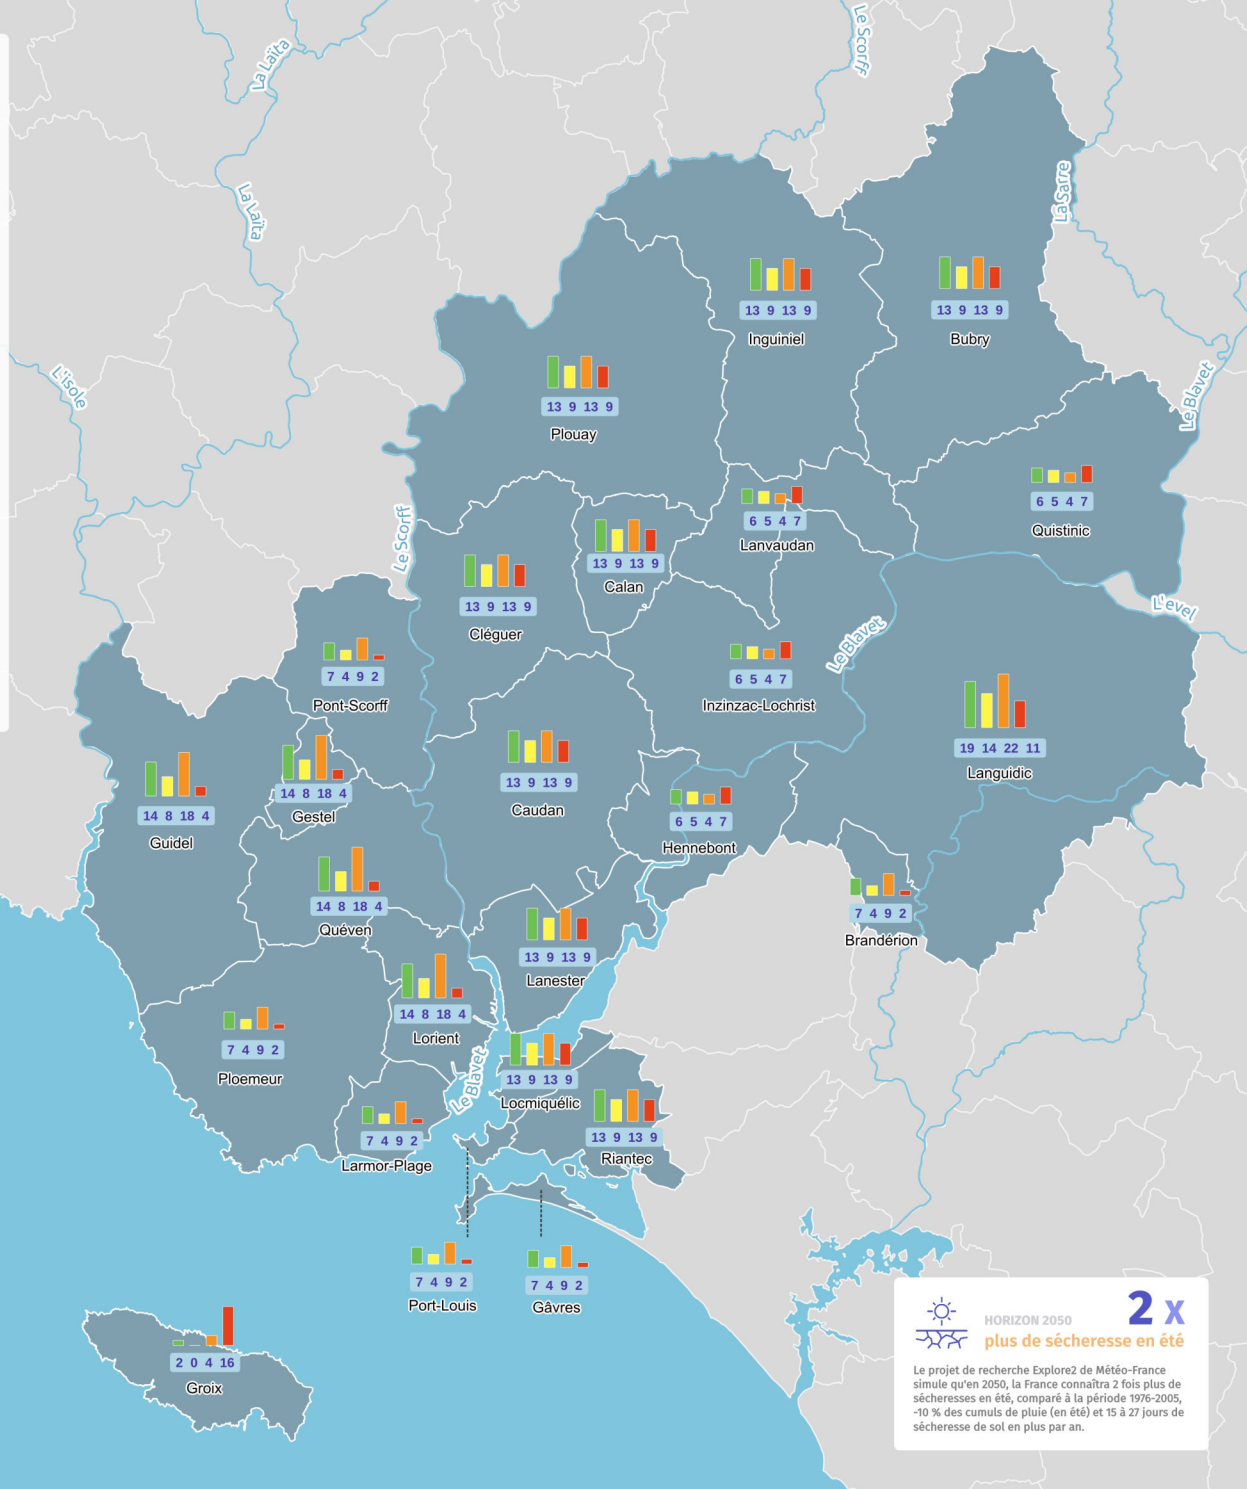 La Laïta
Le Scorff
La Laïta
La Sarre
13 9 13 9
Inguiniel
13 9 13 9
Bubry
L'isole
Le Blavet
13 9 13 9
Plouay
6 5 4 7
Quistinic
6 5 4 7
Lanvaudan
Le Scorff
13 9 13 9
Calan
13 9 13 9
Cléguer
L'evel
Le Blavet
7 4 9 2
Pont-Scorff
6 5 4 7
Inzinzac-Lochrist
19 14 22 11
Languidic
14 8 18 4
Gestel
14 8 18 4
Guidel
13 9 13 9
Caudan
6 5 4 7
Hennebont
14 8 18 4
Quéven
7 4 9 2
Brandérion
13 9 13 9
Lanester
14 8 18 4
Lorient
7 4 9 2
Ploemeur
Le Blavet
13 9 13 9
Locmiquélic
7 4 9 2
Larmor-Plage
13 9 13 9
Riantec
7 4 9 2
Port-Louis
7 4 9 2
Gâvres
2 0 4 16
Groix
HORIZON 2050
2 x
plus de sécheresse en été
Le projet de recherche Explore2 de Météo-France
simule qu'en 2050, la France connaîtra 2 fois plus de
sécheresses en été, comparé à la période 1976-2005,
-10 % des cumuls de pluie (en été) et 15 à 27 jours de
sécheresse de sol en plus par an.